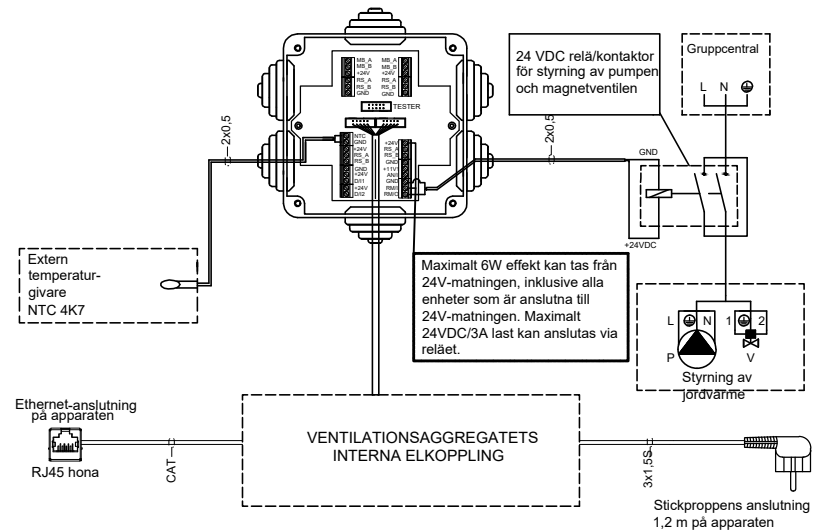 MB_A
MB_B
+24V
RS_A
RS_B
GND
MB_A
MB_B
+24V
RS_A
RS_B
GND
TESTER
NTC
GND
+24V
RS_A
RS_B
GND
+24V
DI1
+24V
DI2
+24V
RS_A
RS_B
GND
+11V
GND
2x0,5
2x0,5
24 VDC relä/kontaktor
för styrning av pumpen
och magnetventilen
Gruppcentral
L N
GND
+24VDC
Extern
temperatur-
givare
NTC 4K7
Maximalt 6W effekt kan tas från
24V-matningen, inklusive alla
enheter som är anslutna till
24V-matningen. Maximalt
24VDC/3A last kan anslutas via
reläet.
L N 1 2
P V
Styrning av
jordvärme
Ethernet-anslutning
på apparaten
RJ45 hona
CAT
VENTILATIONSAGGREGATETS
INTERNA ELKOPPLING
3x1,5S
Stickproppens anslutning
1,2 m på apparaten